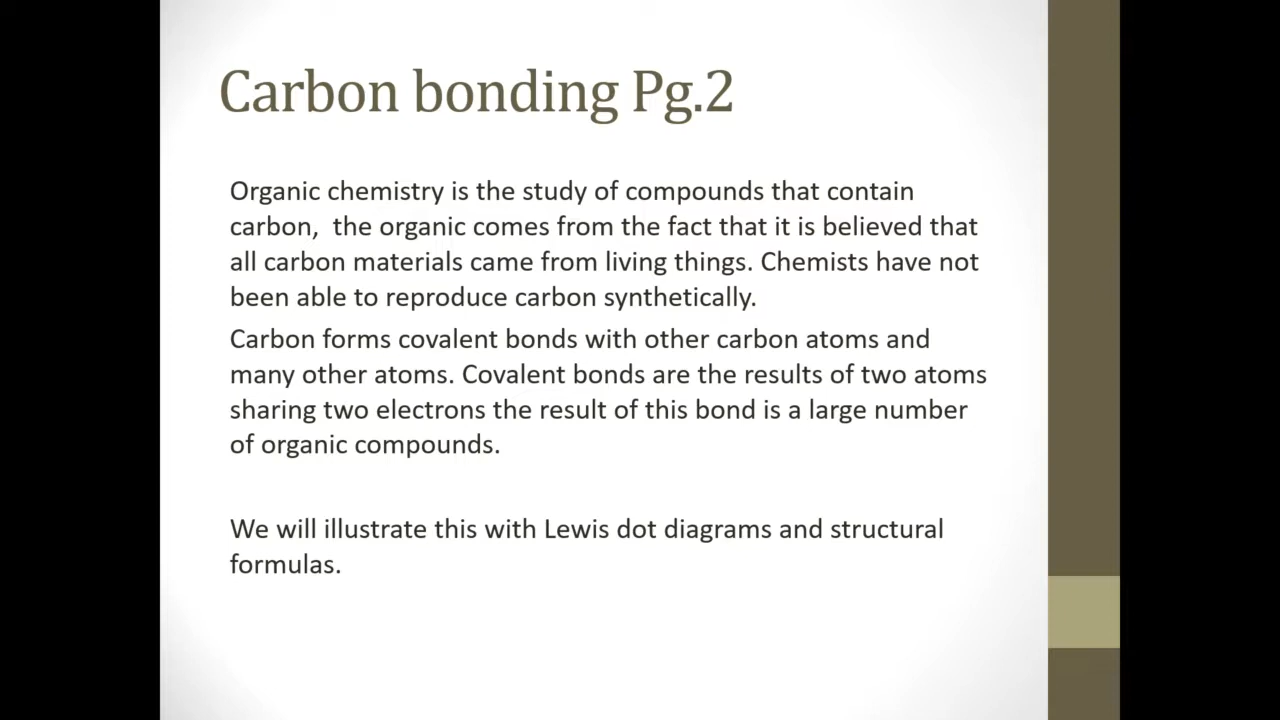 Carbon bonding Pg.2
Organic chemistry is the study of compounds that contain
carbon,  the organic comes from the fact that it is believed that
all carbon materials came from living things. Chemists have not
been able to reproduce carbon synthetically.
Carbon forms covalent bonds with other carbon atoms and
many other atoms. Covalent bonds are the results of two atoms
sharing two electrons the result of this bond is a large number
of organic compounds.
We will illustrate this with Lewis dot diagrams and structural
formulas.